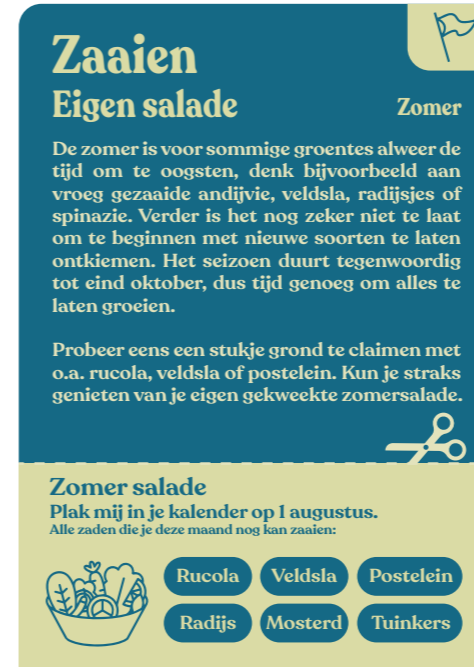 Zaaien
Eigen salade
Zomer
De zomer is voor sommige groentes alweer de
tijd om te oogsten, denk bijvoorbeeld aan
vroeg gezaaide andijvie, veldsla, radijsjes of
spinazie. Verder is het nog zeker niet te laat
om te beginnen met nieuwe soorten te laten
ontkiemen. Het seizoen duurt tegenwoordig
tot eind oktober, dus tijd genoeg om alles te
laten groeien.
Probeer eens een stukje grond te claimen met
o.a. rucola, veldsla of postelein. Kun je straks
genieten van je eigen gekweekte zomersalade.
Zomer salade
Plak mij in je kalender op 1 augustus.
Alle zaden die je deze maand nog kan zaaien:
Rucola Veldsla Postelein
Radijs Mosterd Tuinkers